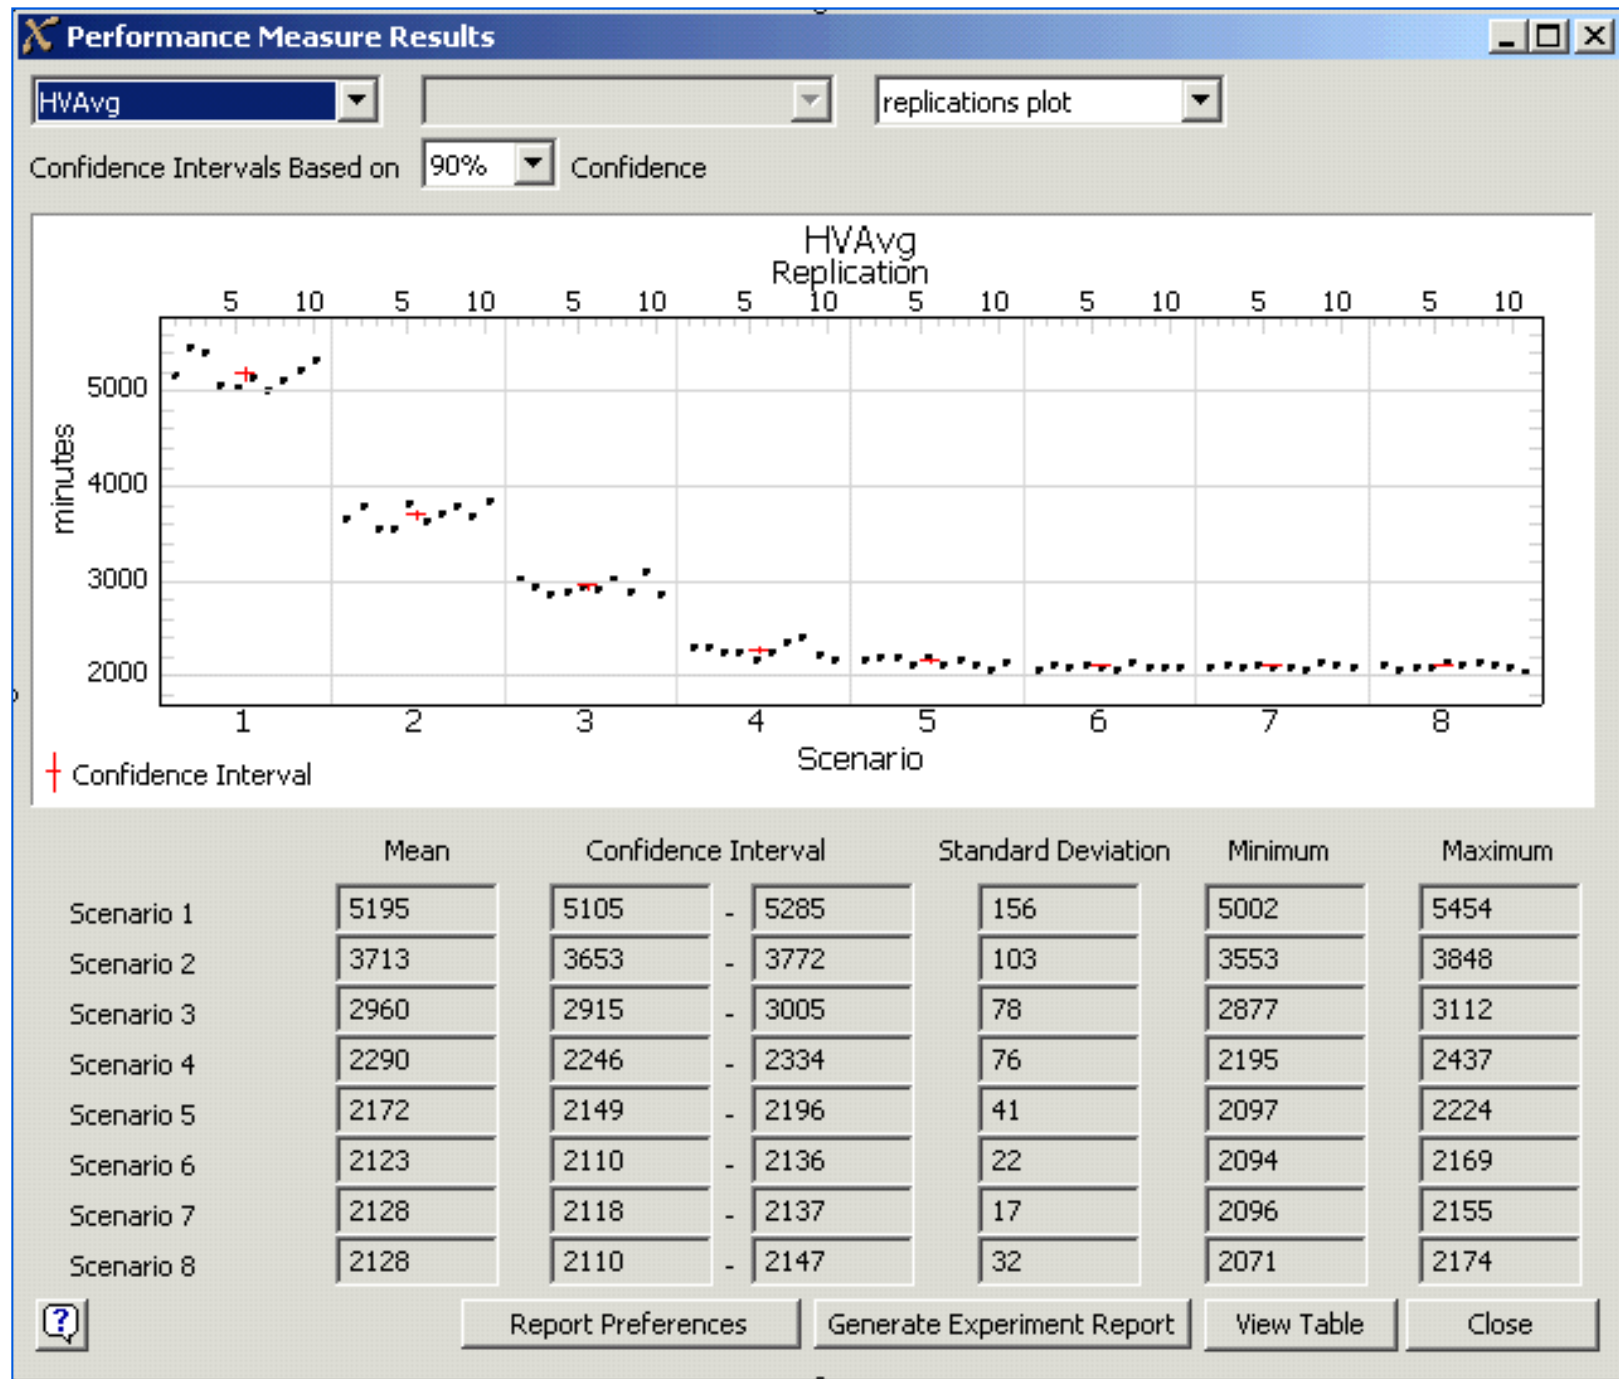 Performance Measure Results
HVAvg replications plot
Confidence Intervals Based on 90% Confidence
HVAvg
Replication
5 10 5 10 5 10 5 10 5 10 5 10 5 10 5 10
5000
4000
3000
2000
minutes
1 2 3 4 5 6 7 8
Scenario
Confidence Interval
Mean Confidence Interval Standard Deviation Minimum Maximum
Scenario 1 5195 5105 - 5285 156 5002 5454
Scenario 2 3713 3653 - 3772 103 3553 3848
Scenario 3 2960 2915 - 3005 78 2877 3112
Scenario 4 2290 2246 - 2334 76 2195 2437
Scenario 5 2172 2149 - 2196 41 2097 2224
Scenario 6 2123 2110 - 2136 22 2094 2169
Scenario 7 2128 2118 - 2137 17 2096 2155
Scenario 8 2128 2110 - 2147 32 2071 2174
? Report Preferences Generate Experiment Report View Table Close